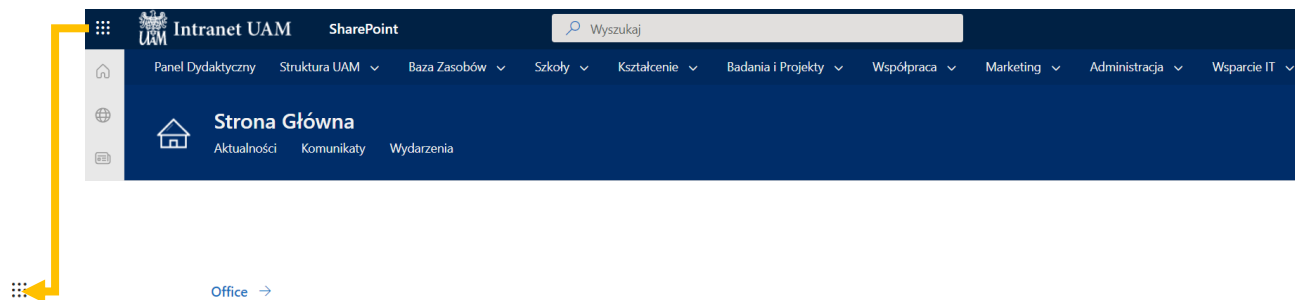 UAM Intranet UAM SharePoint Wyszukaj
Panel Dydaktyczny Struktura UAM Baza Zasobów Szkoły Kształcenie Badania i Projekty Współpraca Marketing Administracja Wsparcie IT
Strona Główna
Aktualności Komunikaty Wydarzenia
Office →